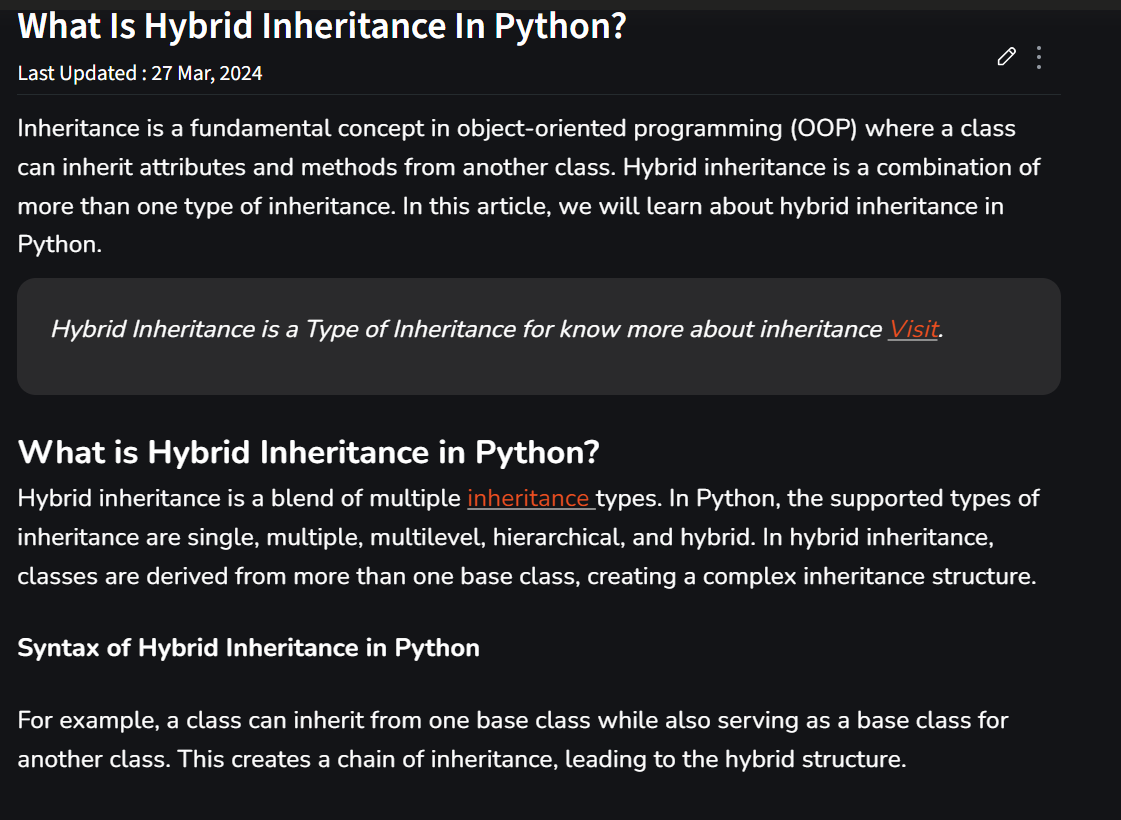 What Is Hybrid Inheritance In Python?
Last Updated : 27 Mar, 2024
Inheritance is a fundamental concept in object-oriented programming (OOP) where a class
can inherit attributes and methods from another class. Hybrid inheritance is a combination of
more than one type of inheritance. In this article, we will learn about hybrid inheritance in
Python.
Hybrid Inheritance is a Type of Inheritance for know more about inheritance Visit.
What is Hybrid Inheritance in Python?
Hybrid inheritance is a blend of multiple inheritance types. In Python, the supported types of
inheritance are single, multiple, multilevel, hierarchical, and hybrid. In hybrid inheritance,
classes are derived from more than one base class, creating a complex inheritance structure.
Syntax of Hybrid Inheritance in Python
For example, a class can inherit from one base class while also serving as a base class for
another class. This creates a chain of inheritance, leading to the hybrid structure.